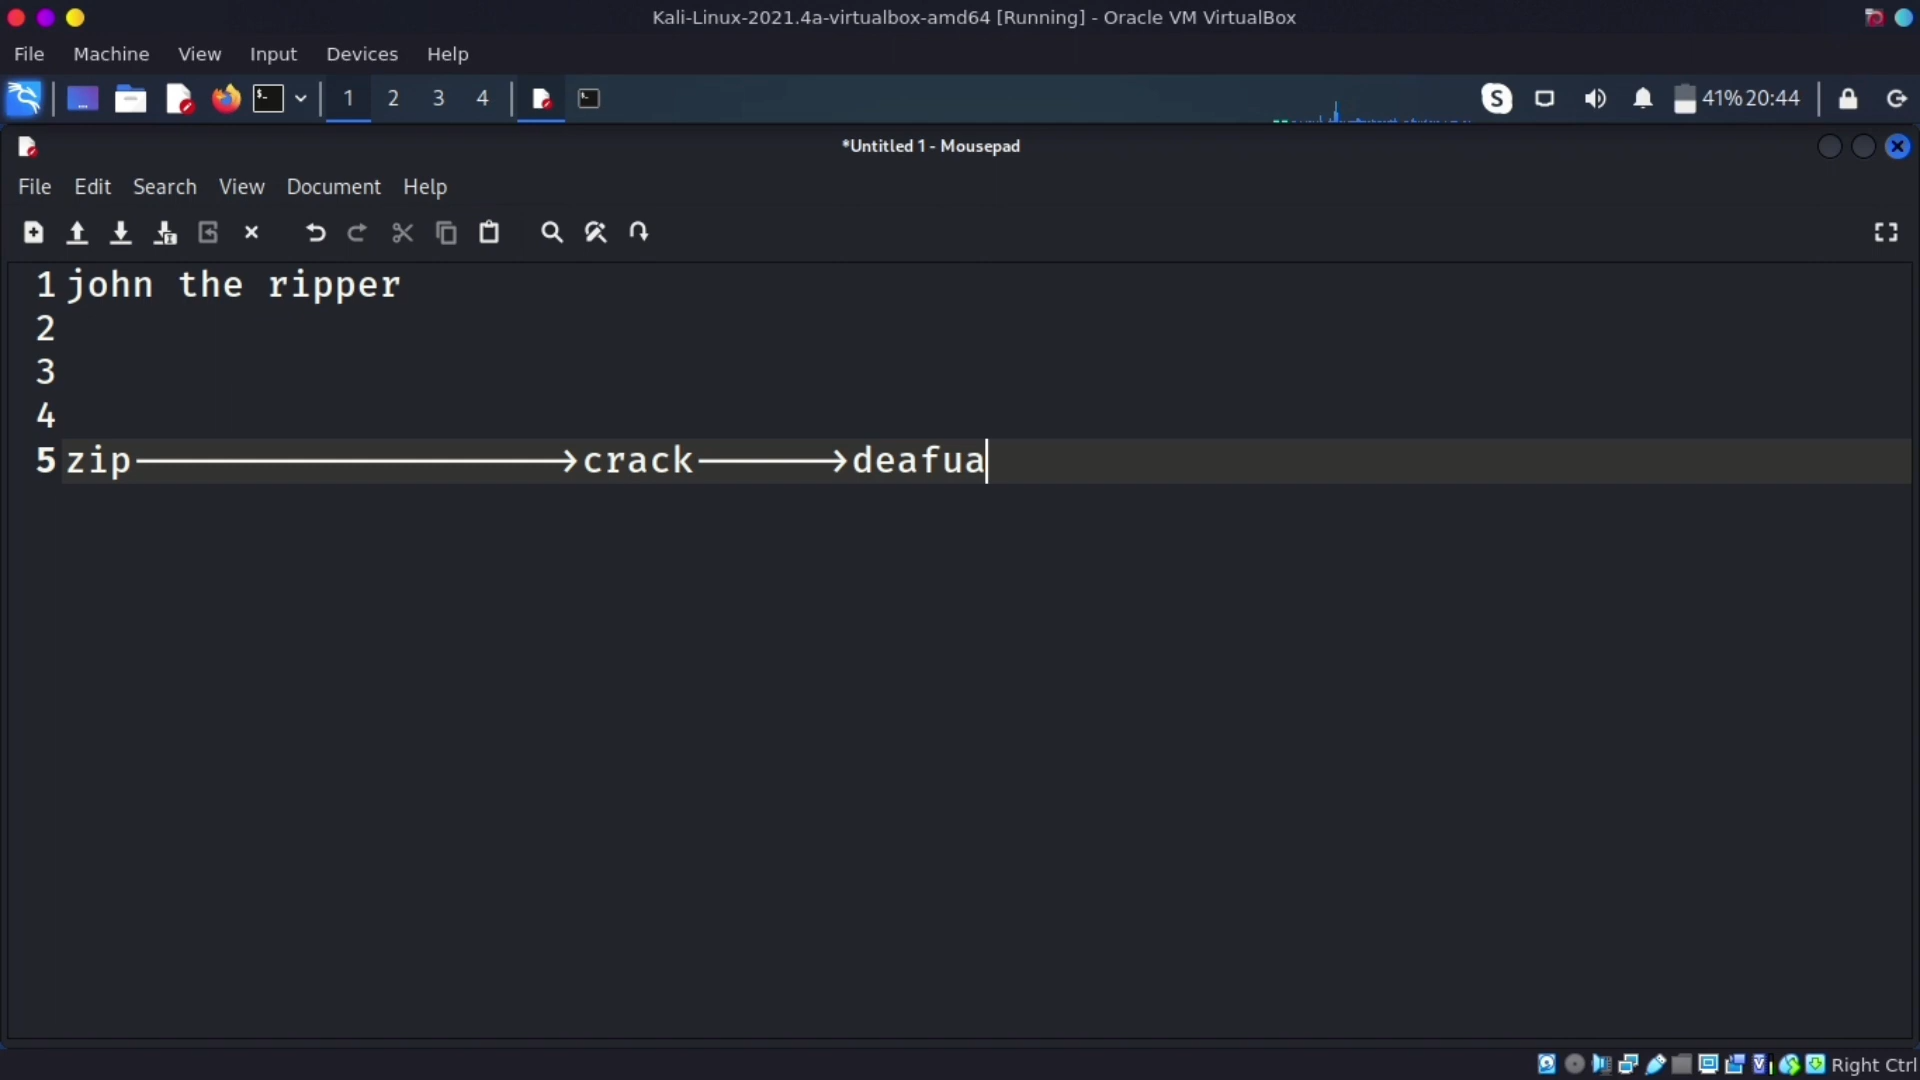 Kali-Linux-2021.4a-virtualbox-amd64 [Running] - Oracle VM VirtualBox
File Machine View Input Devices Help
1 2 3 4 S 41% 20:44
*Untitled 1 - Mousepad
File Edit Search View Document Help
1 john the ripper
2
3
4
5 zip───────────────────>crack──────>deafua
Right Ctrl